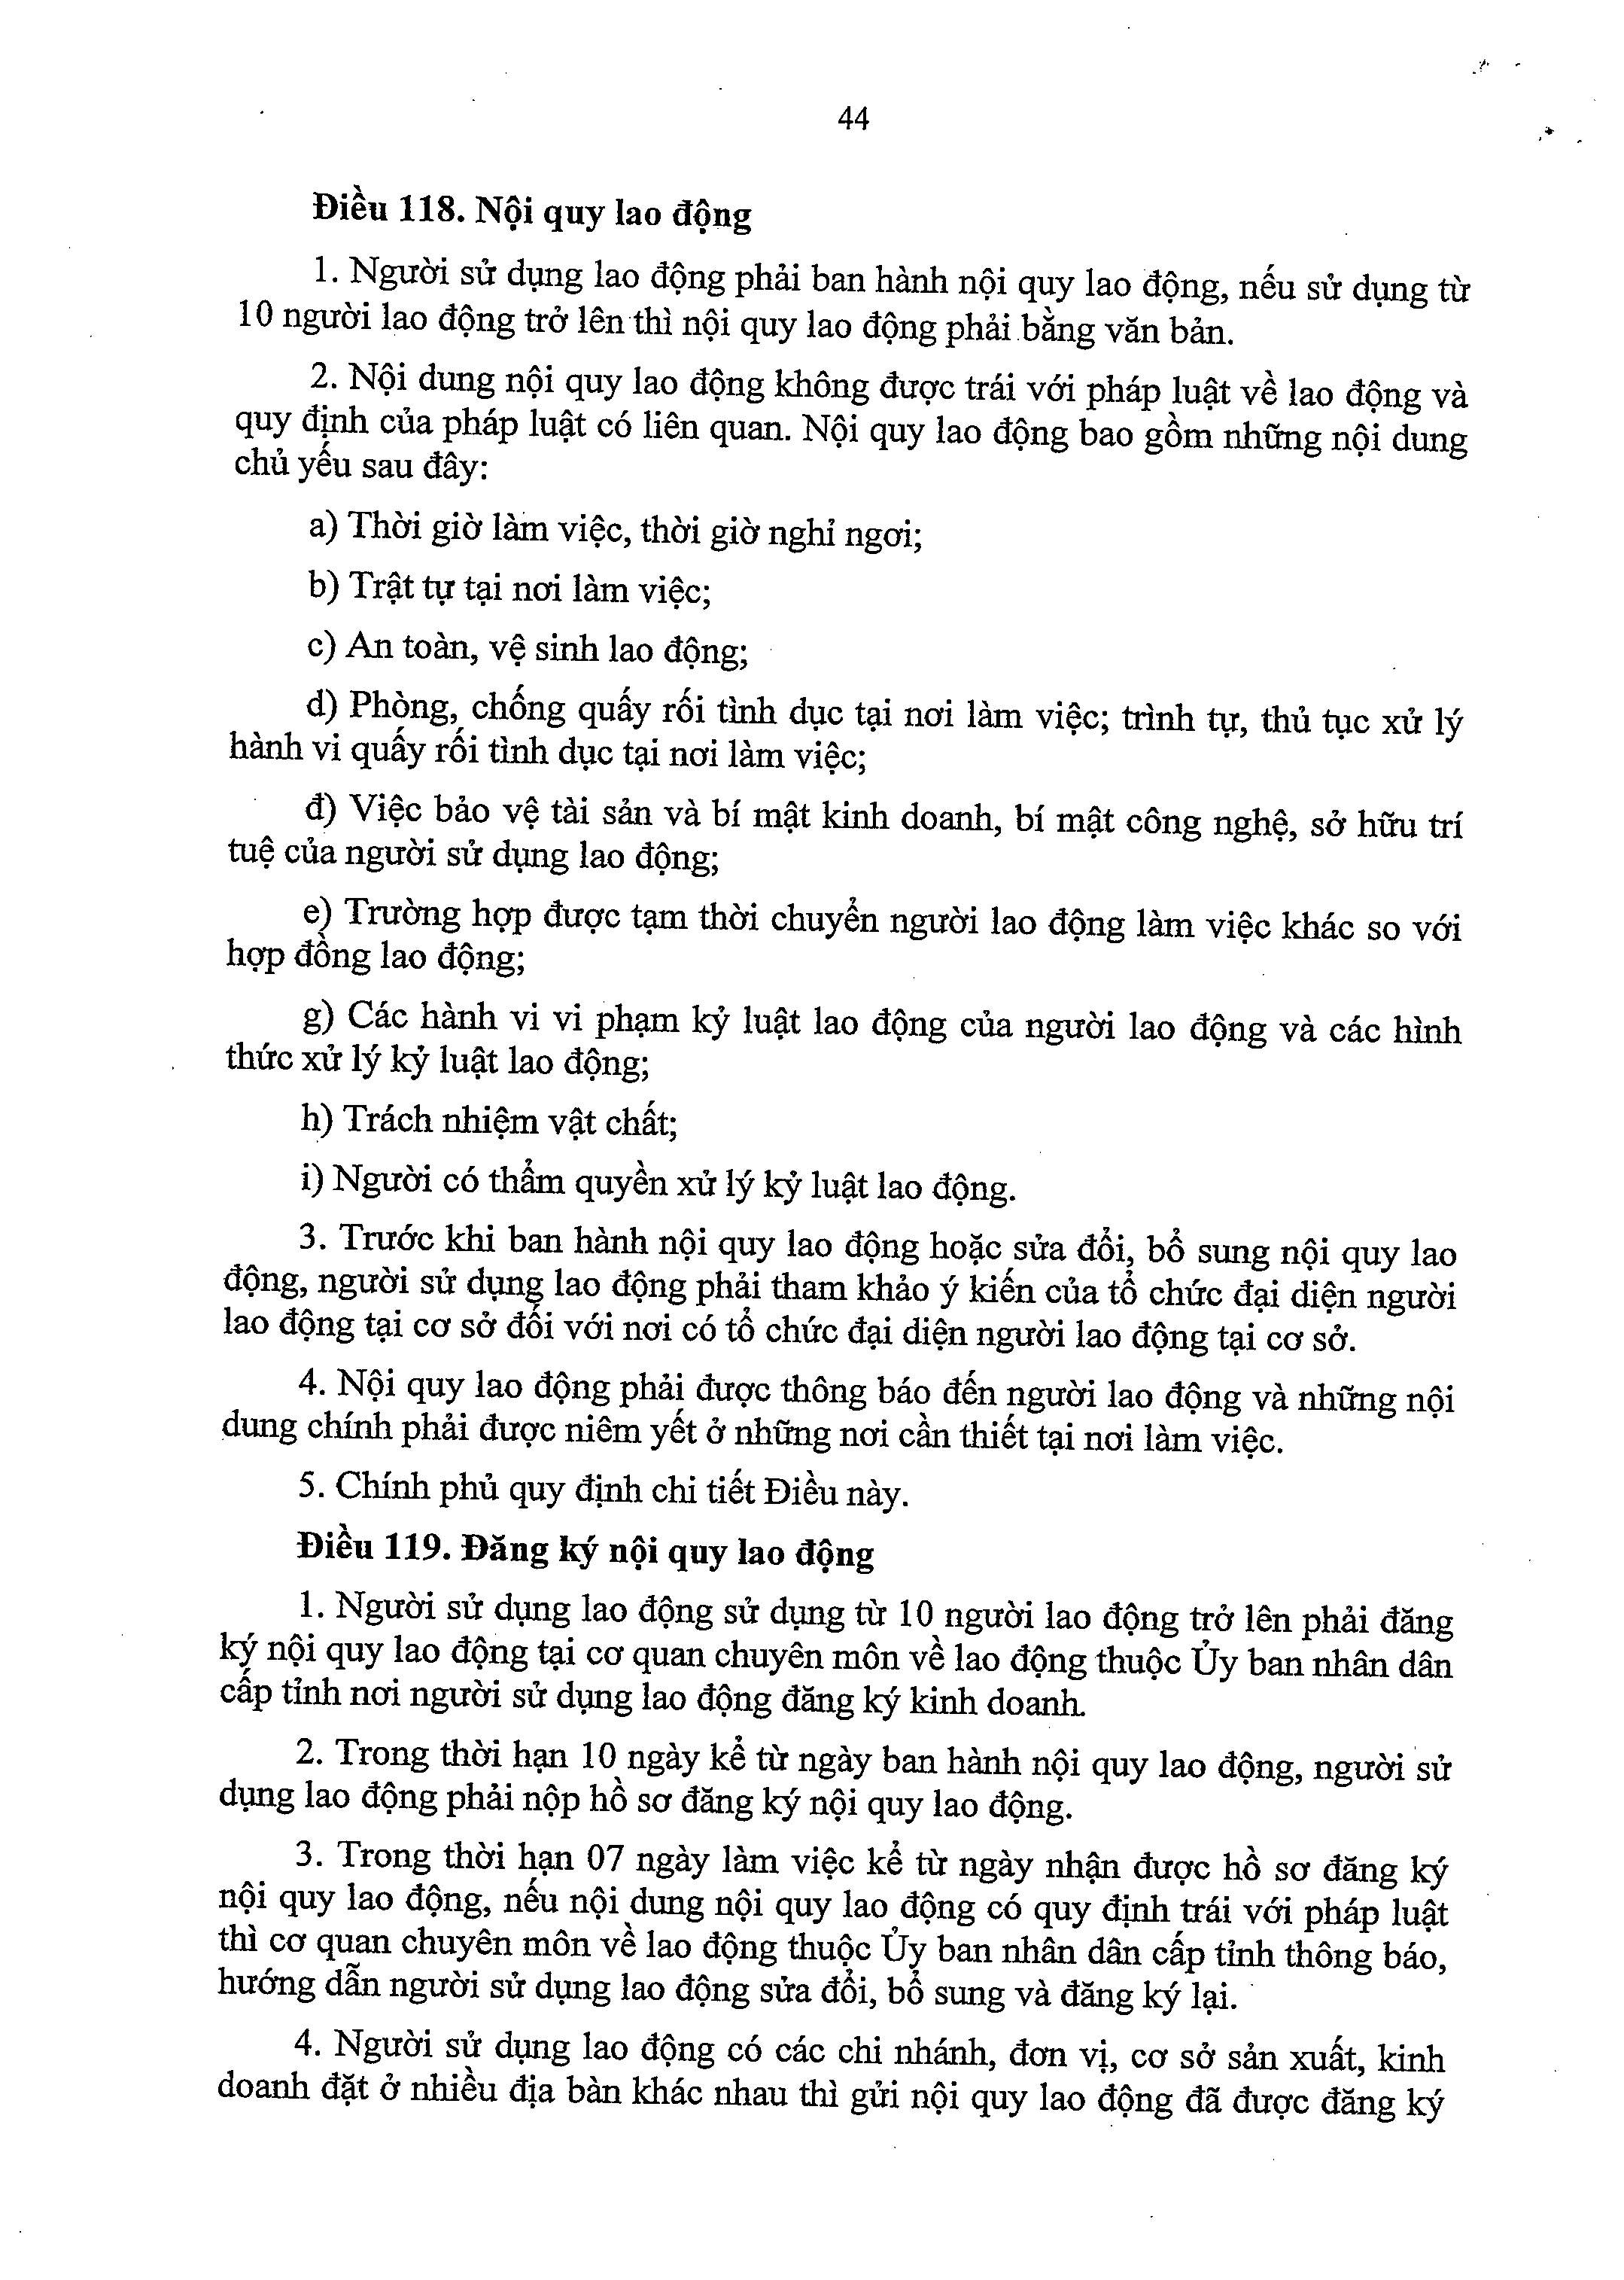 44
Điều 118. Nội quy lao động
1. Người sử dụng lao động phải ban hành nội quy lao động, nếu sử dụng từ
10 người lao động trở lên thì nội quy lao động phải bằng văn bản.
2. Nội dung nội quy lao động không được trái với pháp luật về lao động và
quy định của pháp luật có liên quan. Nội quy lao động bao gồm những nội dung
chủ yếu sau đây:
a) Thời giờ làm việc, thời giờ nghỉ ngơi;
b) Trật tự tại nơi làm việc;
c) An toàn, vệ sinh lao động;
d) Phòng, chống quấy rối tình dục tại nơi làm việc; trình tự, thủ tục xử lý
hành vi quấy rối tình dục tại nơi làm việc;
đ) Việc bảo vệ tài sản và bí mật kinh doanh, bí mật công nghệ, sở hữu trí
tuệ của người sử dụng lao động;
e) Trường hợp được tạm thời chuyển người lao động làm việc khác so với
hợp đồng lao động;
g) Các hành vi vi phạm kỷ luật lao động của người lao động và các hình
thức xử lý kỷ luật lao động;
h) Trách nhiệm vật chất;
i) Người có thẩm quyền xử lý kỷ luật lao động.
3. Trước khi ban hành nội quy lao động hoặc sửa đổi, bổ sung nội quy lao
động, người sử dụng lao động phải tham khảo ý kiến của tổ chức đại diện người
lao động tại cơ sở đối với nơi có tổ chức đại diện người lao động tại cơ sở.
4. Nội quy lao động phải được thông báo đến người lao động và những nội
dung chính phải được niêm yết ở những nơi cần thiết tại nơi làm việc.
5. Chính phủ quy định chi tiết Điều này.
Điều 119. Đăng ký nội quy lao động
1. Người sử dụng lao động sử dụng từ 10 người lao động trở lên phải đăng
ký nội quy lao động tại cơ quan chuyên môn về lao động thuộc Ủy ban nhân dân
cấp tỉnh nơi người sử dụng lao động đăng ký kinh doanh.
2. Trong thời hạn 10 ngày kể từ ngày ban hành nội quy lao động, người sử
dụng lao động phải nộp hồ sơ đăng ký nội quy lao động.
3. Trong thời hạn 07 ngày làm việc kể từ ngày nhận được hồ sơ đăng ký
nội quy lao động, nếu nội dung nội quy lao động có quy định trái với pháp luật
thì cơ quan chuyên môn về lao động thuộc Ủy ban nhân dân cấp tỉnh thông báo,
hướng dẫn người sử dụng lao động sửa đổi, bổ sung và đăng ký lại.
4. Người sử dụng lao động có các chi nhánh, đơn vị, cơ sở sản xuất, kinh
doanh đặt ở nhiều địa bàn khác nhau thì gửi nội quy lao động đã được đăng ký